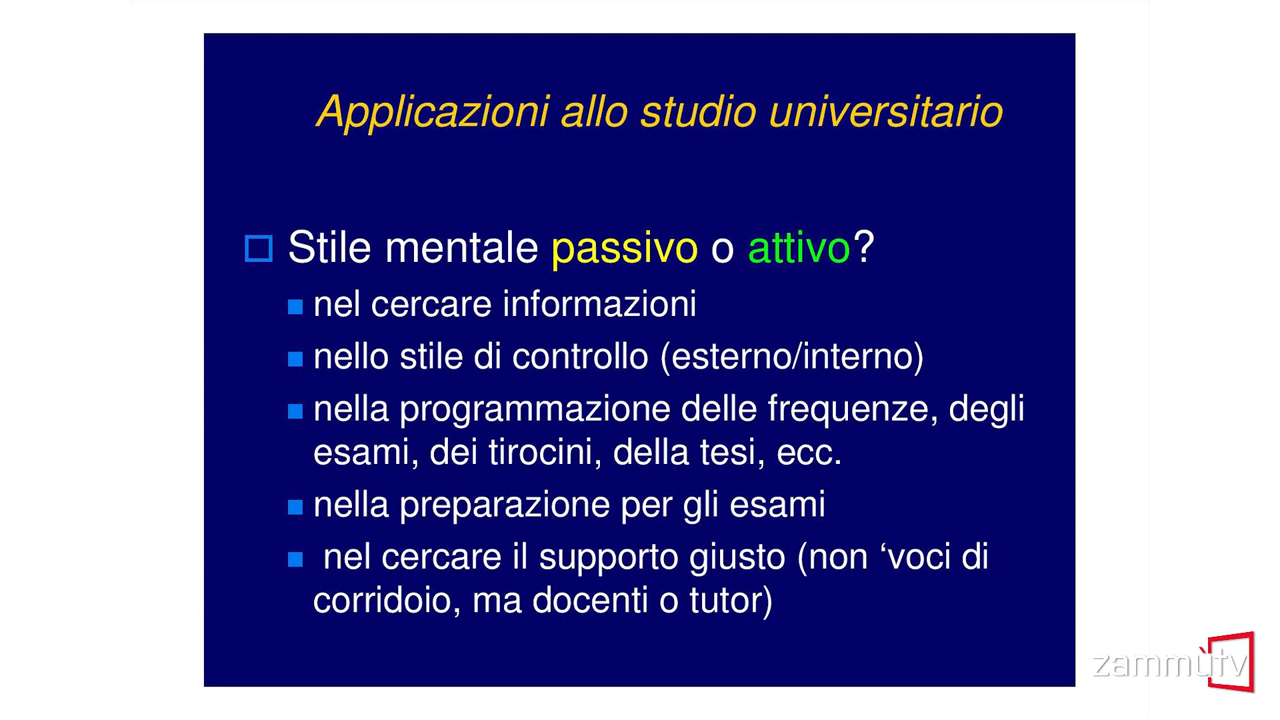 Applicazioni allo studio universitario
Stile mentale passivo o attivo?
nel cercare informazioni
nello stile di controllo (esterno/interno)
nella programmazione delle frequenze, degli
esami, dei tirocini, della tesi, ecc.
nella preparazione per gli esami
nel cercare il supporto giusto (non ‘voci di
corridoio, ma docenti o tutor)
zammùtv